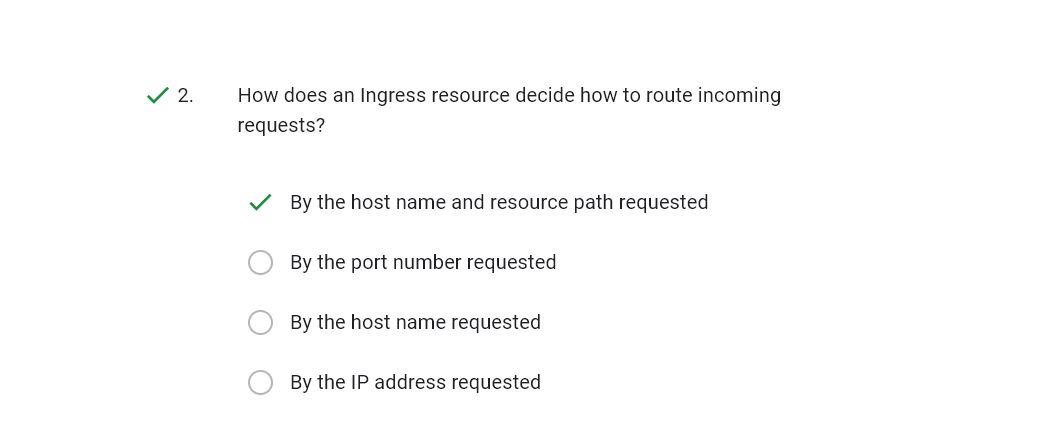 2. How does an Ingress resource decide how to route incoming
requests?
By the host name and resource path requested
By the port number requested
By the host name requested
By the IP address requested